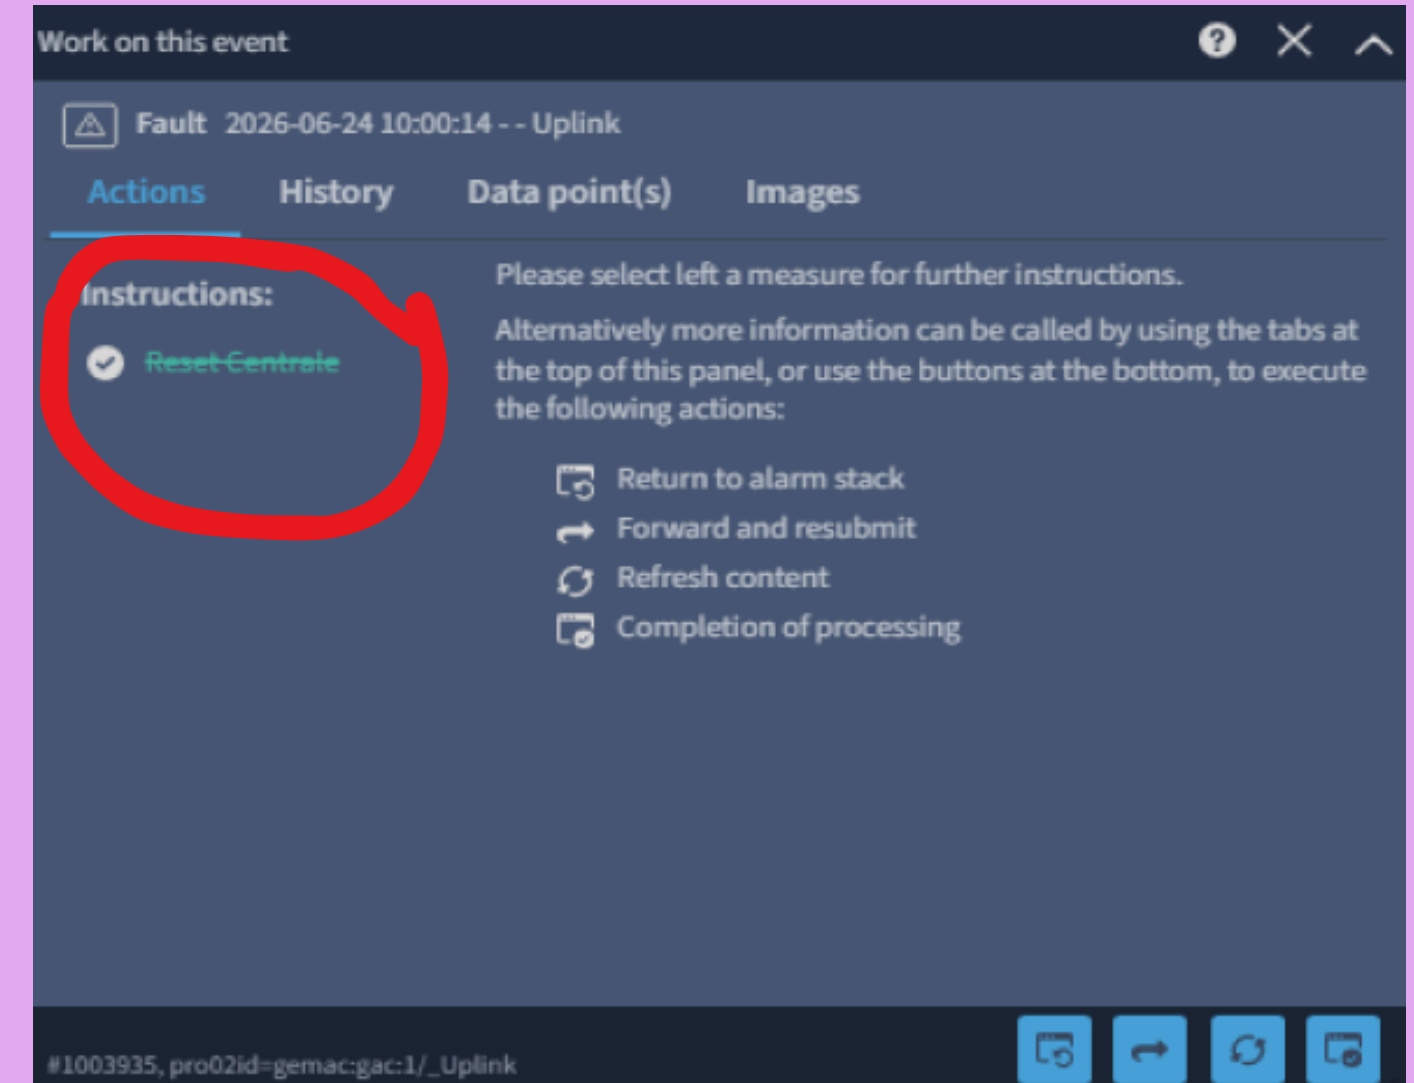 Work on this event
Fault 2026-06-24 10:00:14 - - Uplink
Actions History Data point(s) Images
Instructions:
Reset Centrale
Please select left a measure for further instructions.
Alternatively more information can be called by using the tabs at
the top of this panel, or use the buttons at the bottom, to execute
the following actions:
Return to alarm stack
Forward and resubmit
Refresh content
Completion of processing
#1003935, pro02id=gemac:gac:1/_Uplink